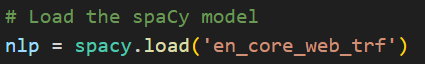 # Load the spaCy model
nlp = spacy.load('en_core_web_trf')